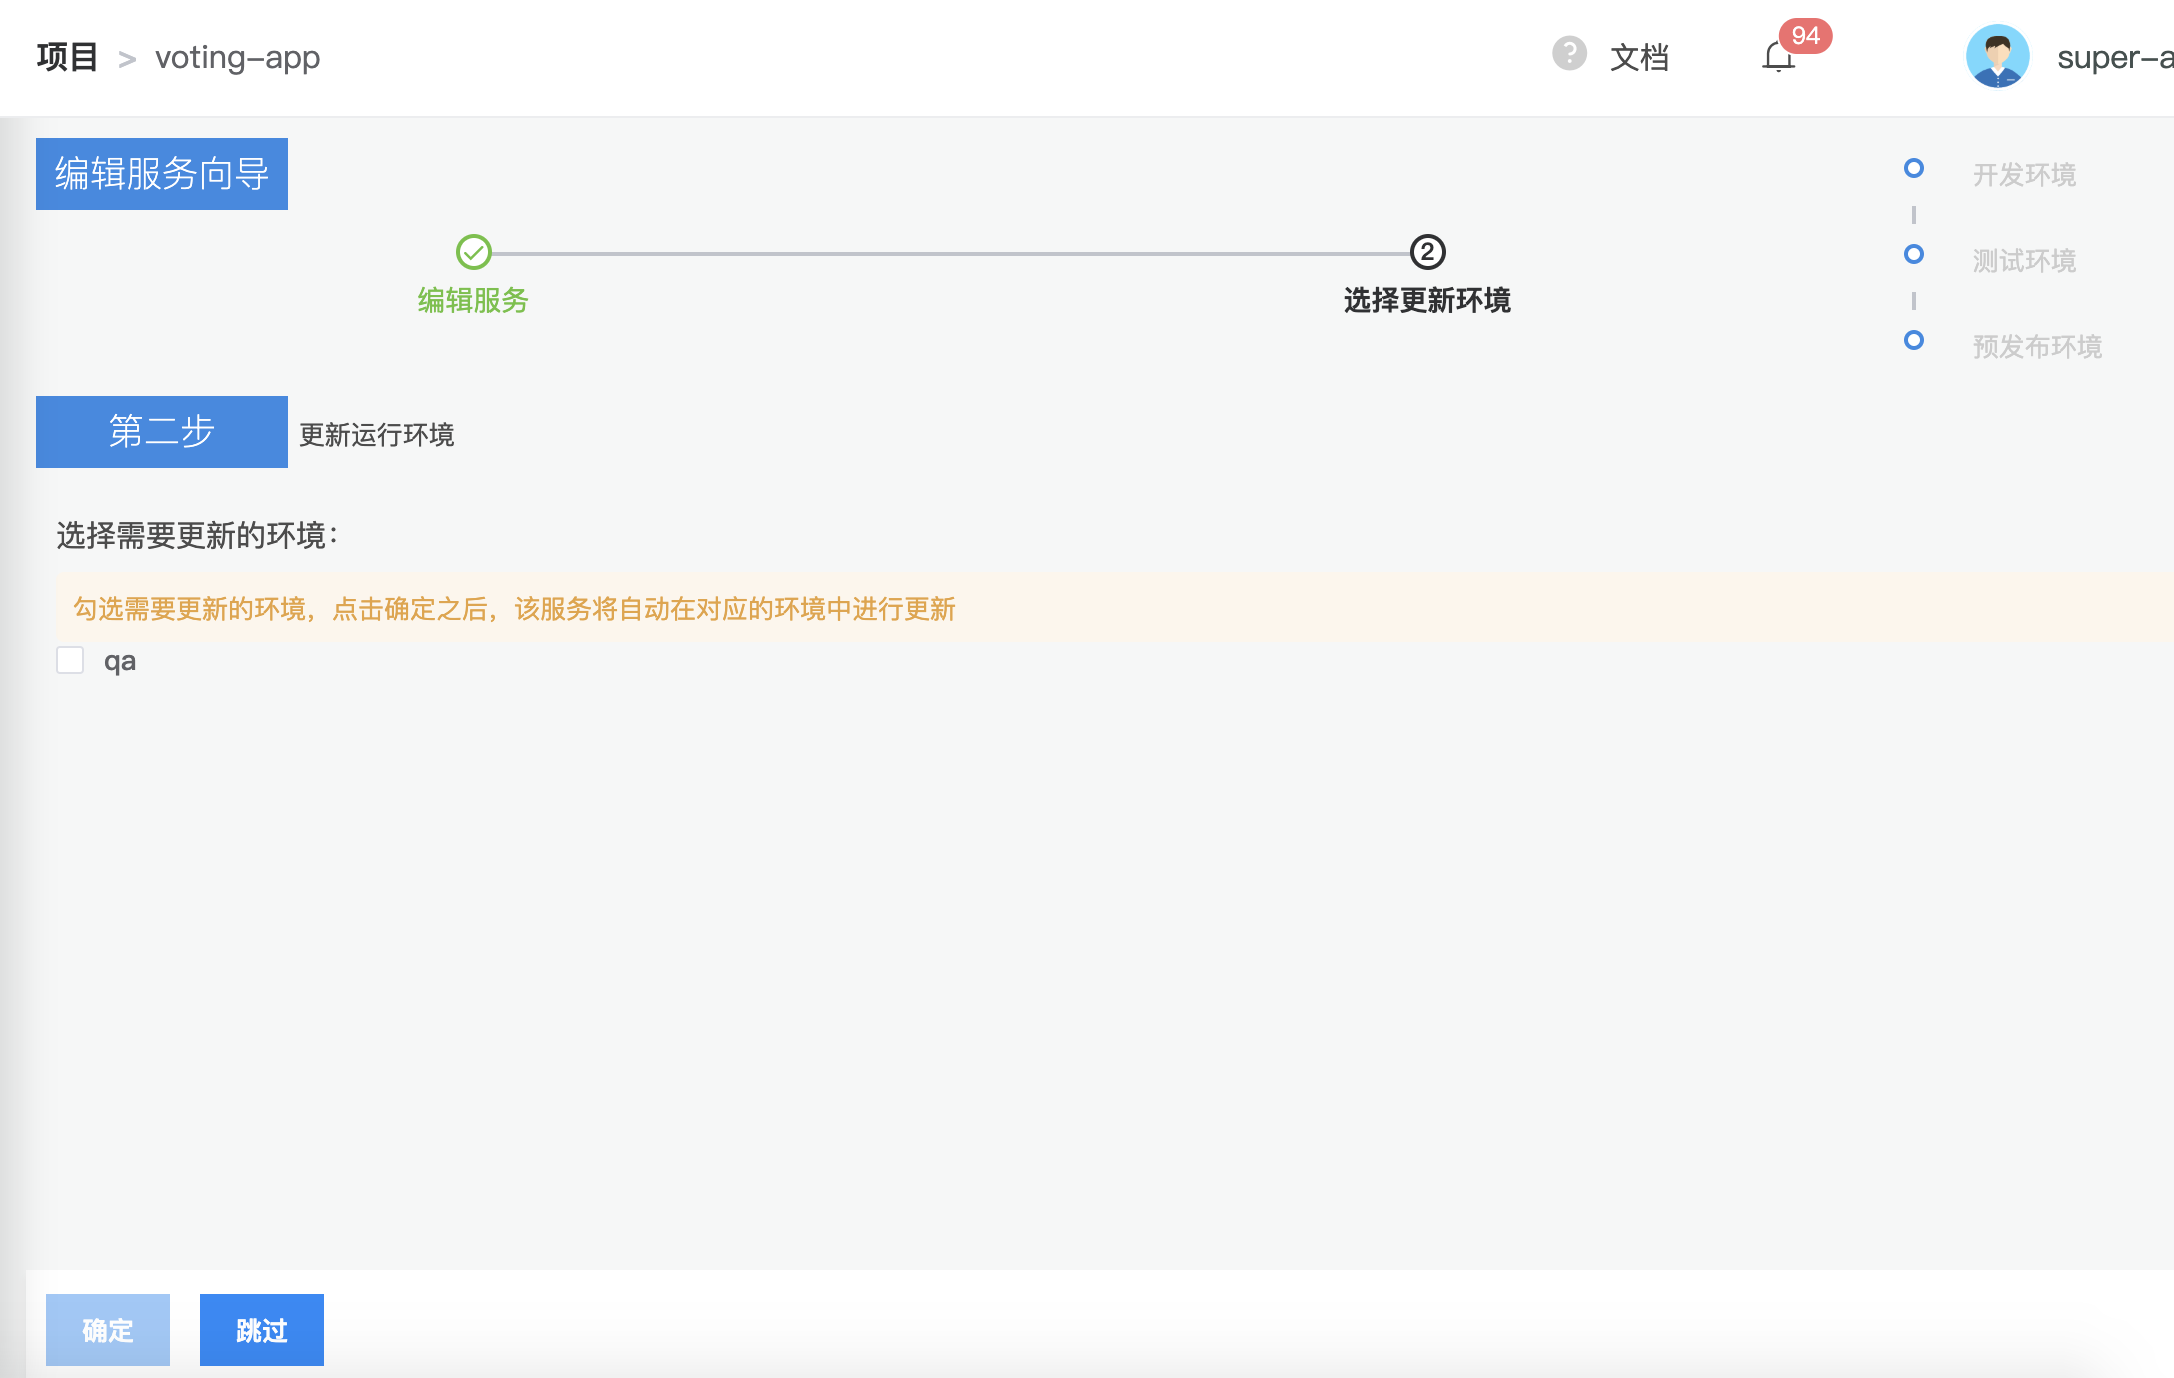 项目 > voting-app
文档
94
super-a
编辑服务向导
编辑服务
2
选择更新环境
开发环境
测试环境
预发布环境
第二步 更新运行环境
选择需要更新的环境：
勾选需要更新的环境，点击确定之后，该服务将自动在对应的环境中进行更新
qa
确定 跳过